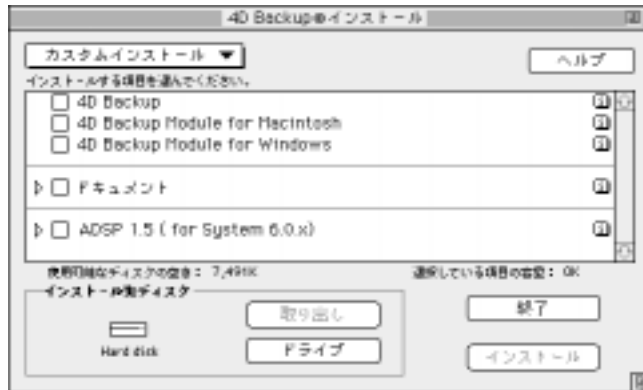 4D Backupのインストール
カスタムインストール
ヘルプ
インストールする項目を選んでください。
4D Backup
4D Backup Module for Macintosh
4D Backup Module for Windows
ドキュメント
ADSP 1.5 ( for System 6.0.x)
使用可能なディスクの空き： 7,491K
選択している項目の容量： 0K
インストール先ディスク
取り出し
終了
Hard disk
ドライブ
インストール